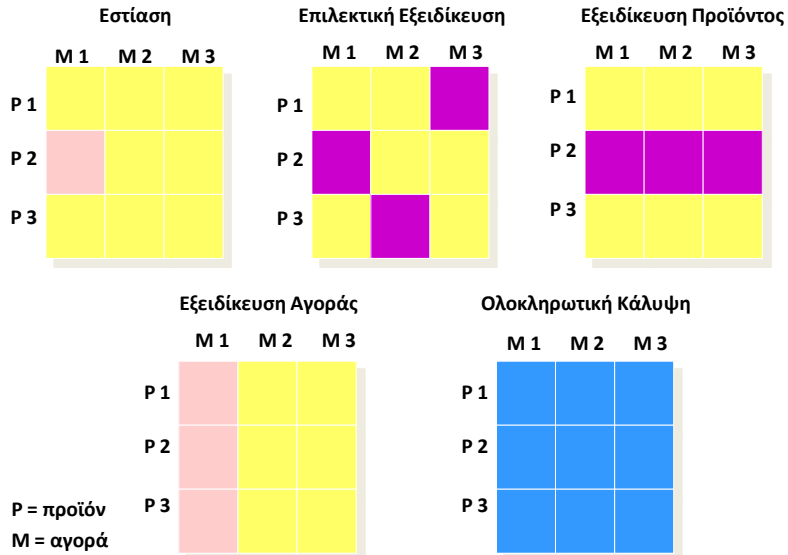 Εστίαση
Επιλεκτική Εξειδίκευση
Εξειδίκευση Προϊόντος
M 1 M 2 M 3
M 1 M 2 M 3
M 1 M 2 M 3
P 1
P 2
P 3
P 1
P 2
P 3
P 1
P 2
P 3
Εξειδίκευση Αγοράς
Ολοκληρωτική Κάλυψη
M 1 M 2 M 3
M 1 M 2 M 3
P 1
P 2
P 3
P 1
P 2
P 3
P = προϊόν
M = αγορά